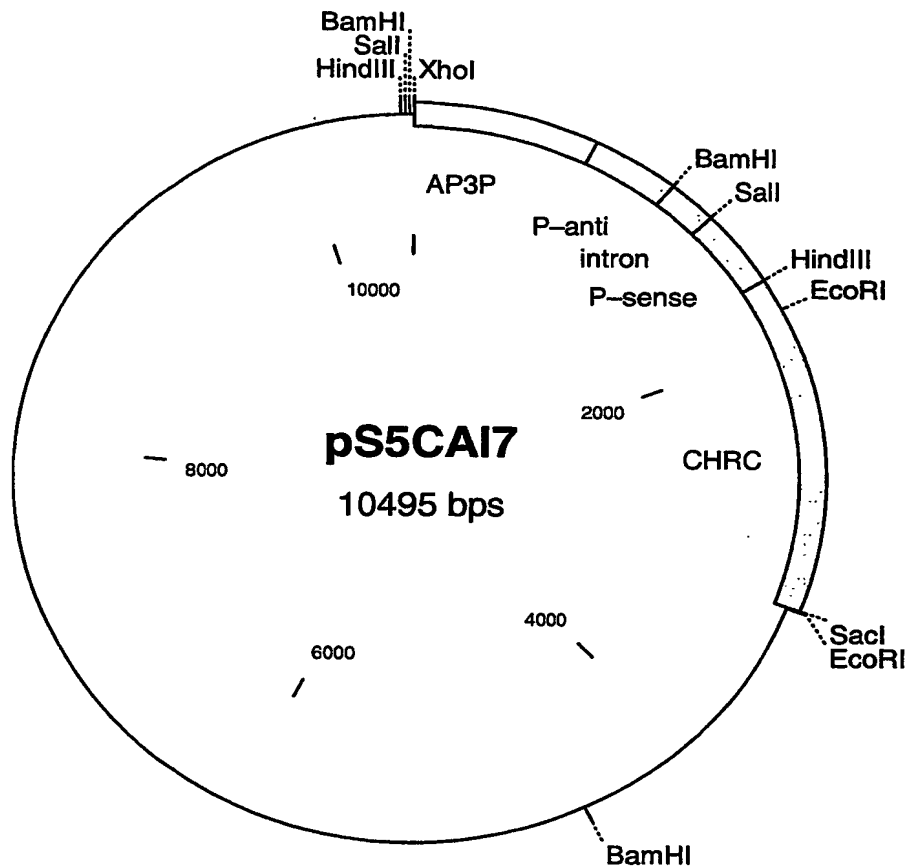 BamHI
SalI
HindIII XhoI
BamHI
AP3P
SalI
P–anti
intron
HindIII
10000
P–sense
EcoRI
2000
pS5CAI7
CHRC
8000
10495 bps
4000
SacI
6000
EcoRI
BamHI